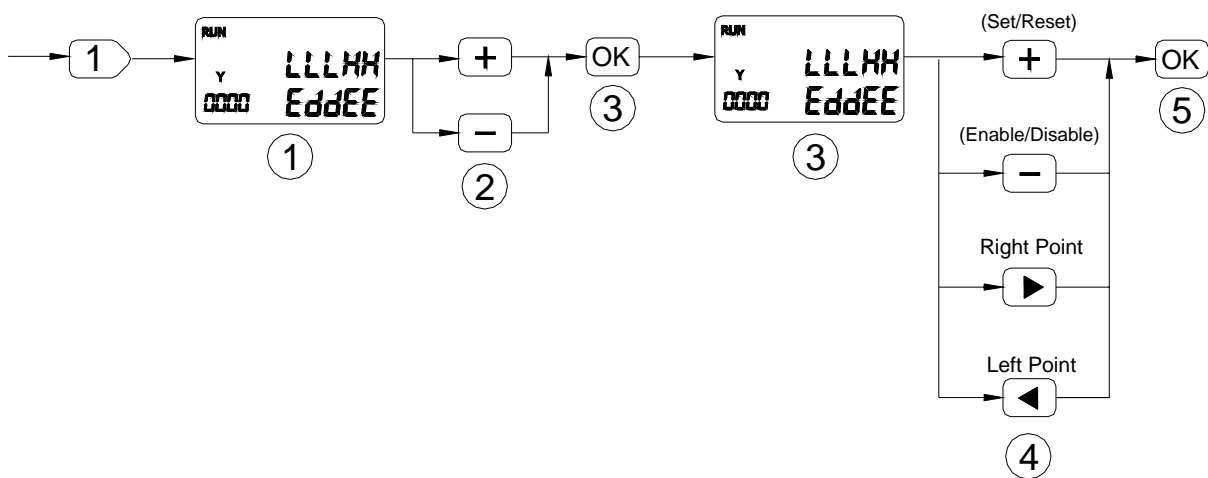 1
RUN
LLLHH
Y
0000 EddEE
1
+
-
2
OK
3
RUN
LLLHH
Y
0000 EddEE
3
(Set/Reset)
+
(Enable/Disable)
-
Right Point
Left Point
4
OK
5